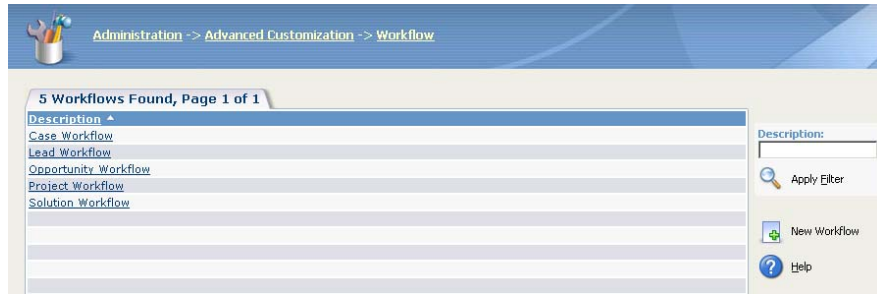 Administration -> Advanced Customization -> Workflow
5 Workflows Found, Page 1 of 1
Description
Case Workflow
Lead Workflow
Opportunity Workflow
Project Workflow
Solution Workflow
Description:
Apply Filter
New Workflow
Help